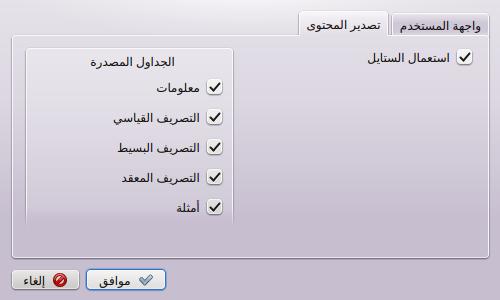 واجهة المستخدم
تصدير المحتوى
استعمال الستايل
الجداول المصدرة
معلومات
التصريف القياسي
التصريف البسيط
التصريف المعقد
أمثلة
موافق
إلغاء